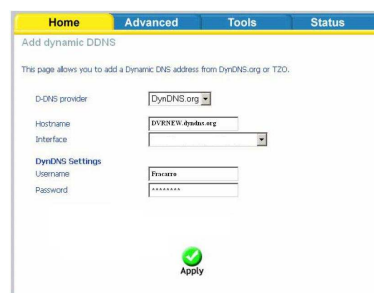 Home Advanced Tools Status
Add dynamic DDNS
This page allows you to add a Dynamic DNS address from DynDNS.org or TZO.
D-DNS provider DynDNS.org
Hostname DVRNEW.dyndns.org
Interface
DynDNS Settings
Username Fracarro
Password ********
Apply